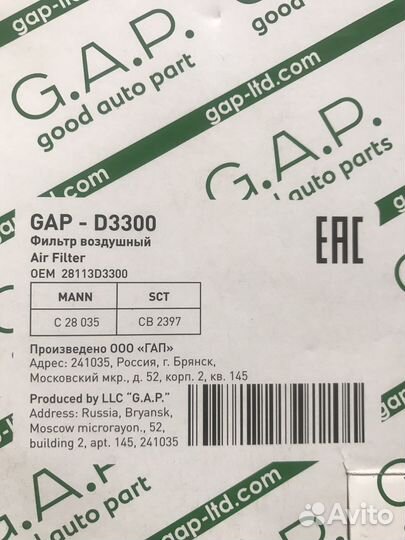 gap-ltd.com
G.A.P.
good auto part
gap-ltd.com
G.A.P.
auto parts
GAP - D3300
Фильтр воздушный
Air Filter
OEM 28113D3300
EAC
MANN SCT
C 28 035 CB 2397
Произведено ООО «ГАП»
Адрес: 241035, Россия, г. Брянск,
Московский мкр., д. 52, корп. 2, кв. 145
Produced by LLC "G.A.P."
Address: Russia, Bryansk,
Moscow microrayon., 52,
building 2, apt. 145, 241035
G.A.P.
good auto part
gap-ltd.com
Avito